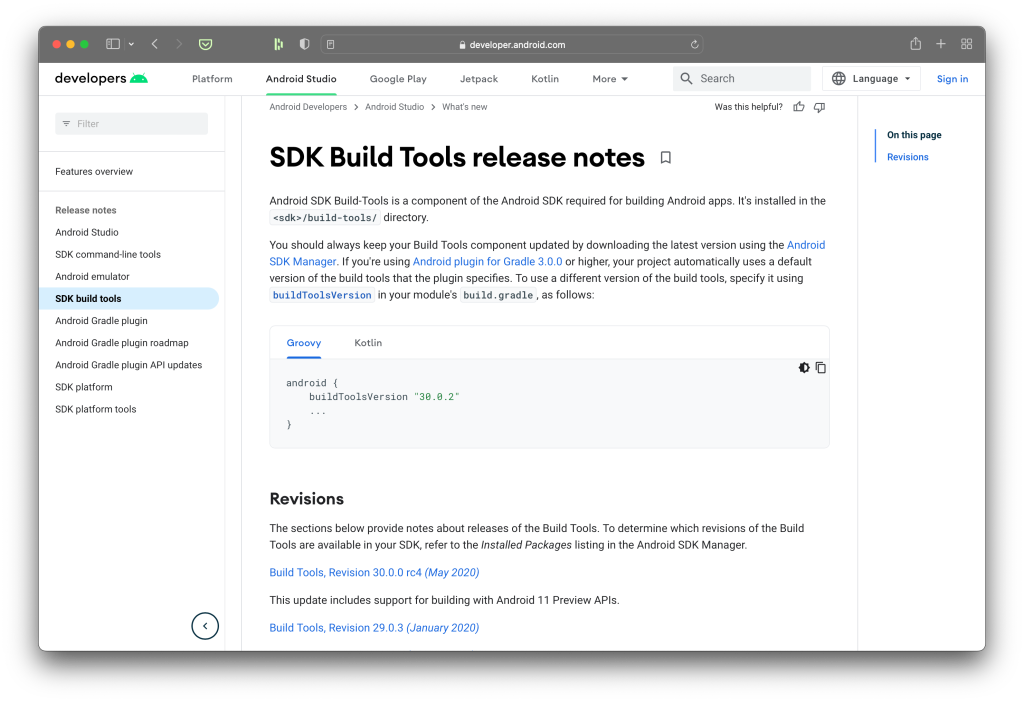 developer.android.com
developers
Platform
Android Studio
Google Play
Jetpack
Kotlin
More
Search
Language
Sign in
Filter
Features overview
Release notes
Android Studio
SDK command-line tools
Android emulator
SDK build tools
Android Gradle plugin
Android Gradle plugin roadmap
Android Gradle plugin API updates
SDK platform
SDK platform tools
Android Developers > Android Studio > What's new
Was this helpful?
SDK Build Tools release notes
Android SDK Build-Tools is a component of the Android SDK required for building Android apps. It's installed in the
<sdk>/build-tools/ directory.
You should always keep your Build Tools component updated by downloading the latest version using the Android
SDK Manager. If you're using Android plugin for Gradle 3.0.0 or higher, your project automatically uses a default
version of the build tools that the plugin specifies. To use a different version of the build tools, specify it using
buildToolsVersion in your module's build.gradle, as follows:
Groovy
Kotlin
android {
buildToolsVersion "30.0.2"
...
}
Revisions
The sections below provide notes about releases of the Build Tools. To determine which revisions of the Build
Tools are available in your SDK, refer to the Installed Packages listing in the Android SDK Manager.
Build Tools, Revision 30.0.0 rc4 (May 2020)
This update includes support for building with Android 11 Preview APIs.
Build Tools, Revision 29.0.3 (January 2020)
On this page
Revisions